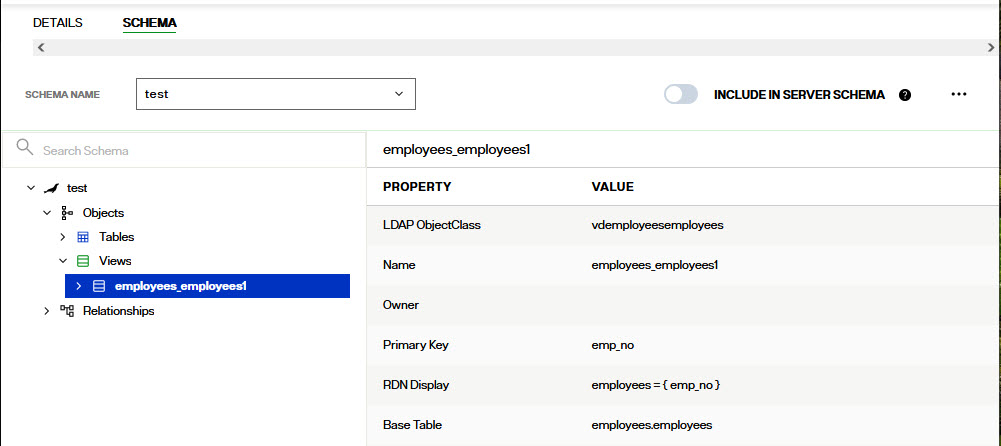 DETAILS SCHEMA
SCHEMA NAME test INCLUDE IN SERVER SCHEMA ? ...
Search Schema
test
Objects
Tables
Views
employees_employees1
Relationships
employees_employees1
PROPERTY VALUE
LDAP ObjectClass vdemployeesemployees
Name employees_employees1
Owner
Primary Key emp_no
RDN Display employees = { emp_no }
Base Table employees.employees